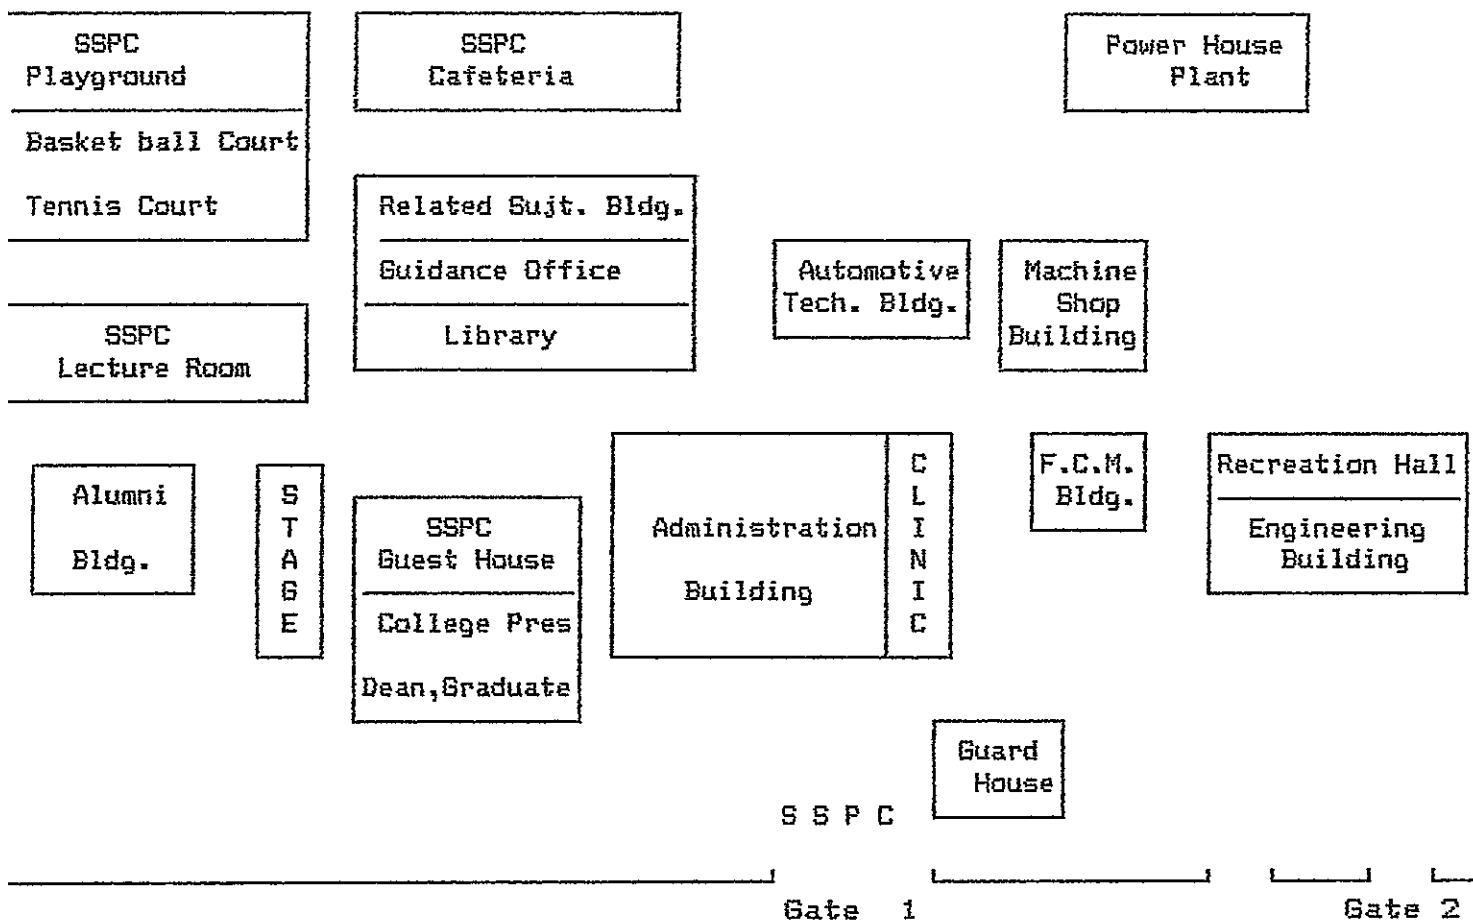 SSPC
Playground
Basket ball Court
Tennis Court
SSPC
Cafeteria
Power House
Plant
Related Sujt. Bldg.
Guidance Office
Library
Automotive
Tech. Bldg.
Machine
Shop
Building
SSPC
Lecture Room
Alumni
Bldg.
STAGE
SSPC
Guest House
College Pres
Dean,Graduate
Administration
Building
CLINIC
F.C.M.
Bldg.
Recreation Hall
Engineering
Building
Guard
House
S S P C
Gate 1
Gate 2